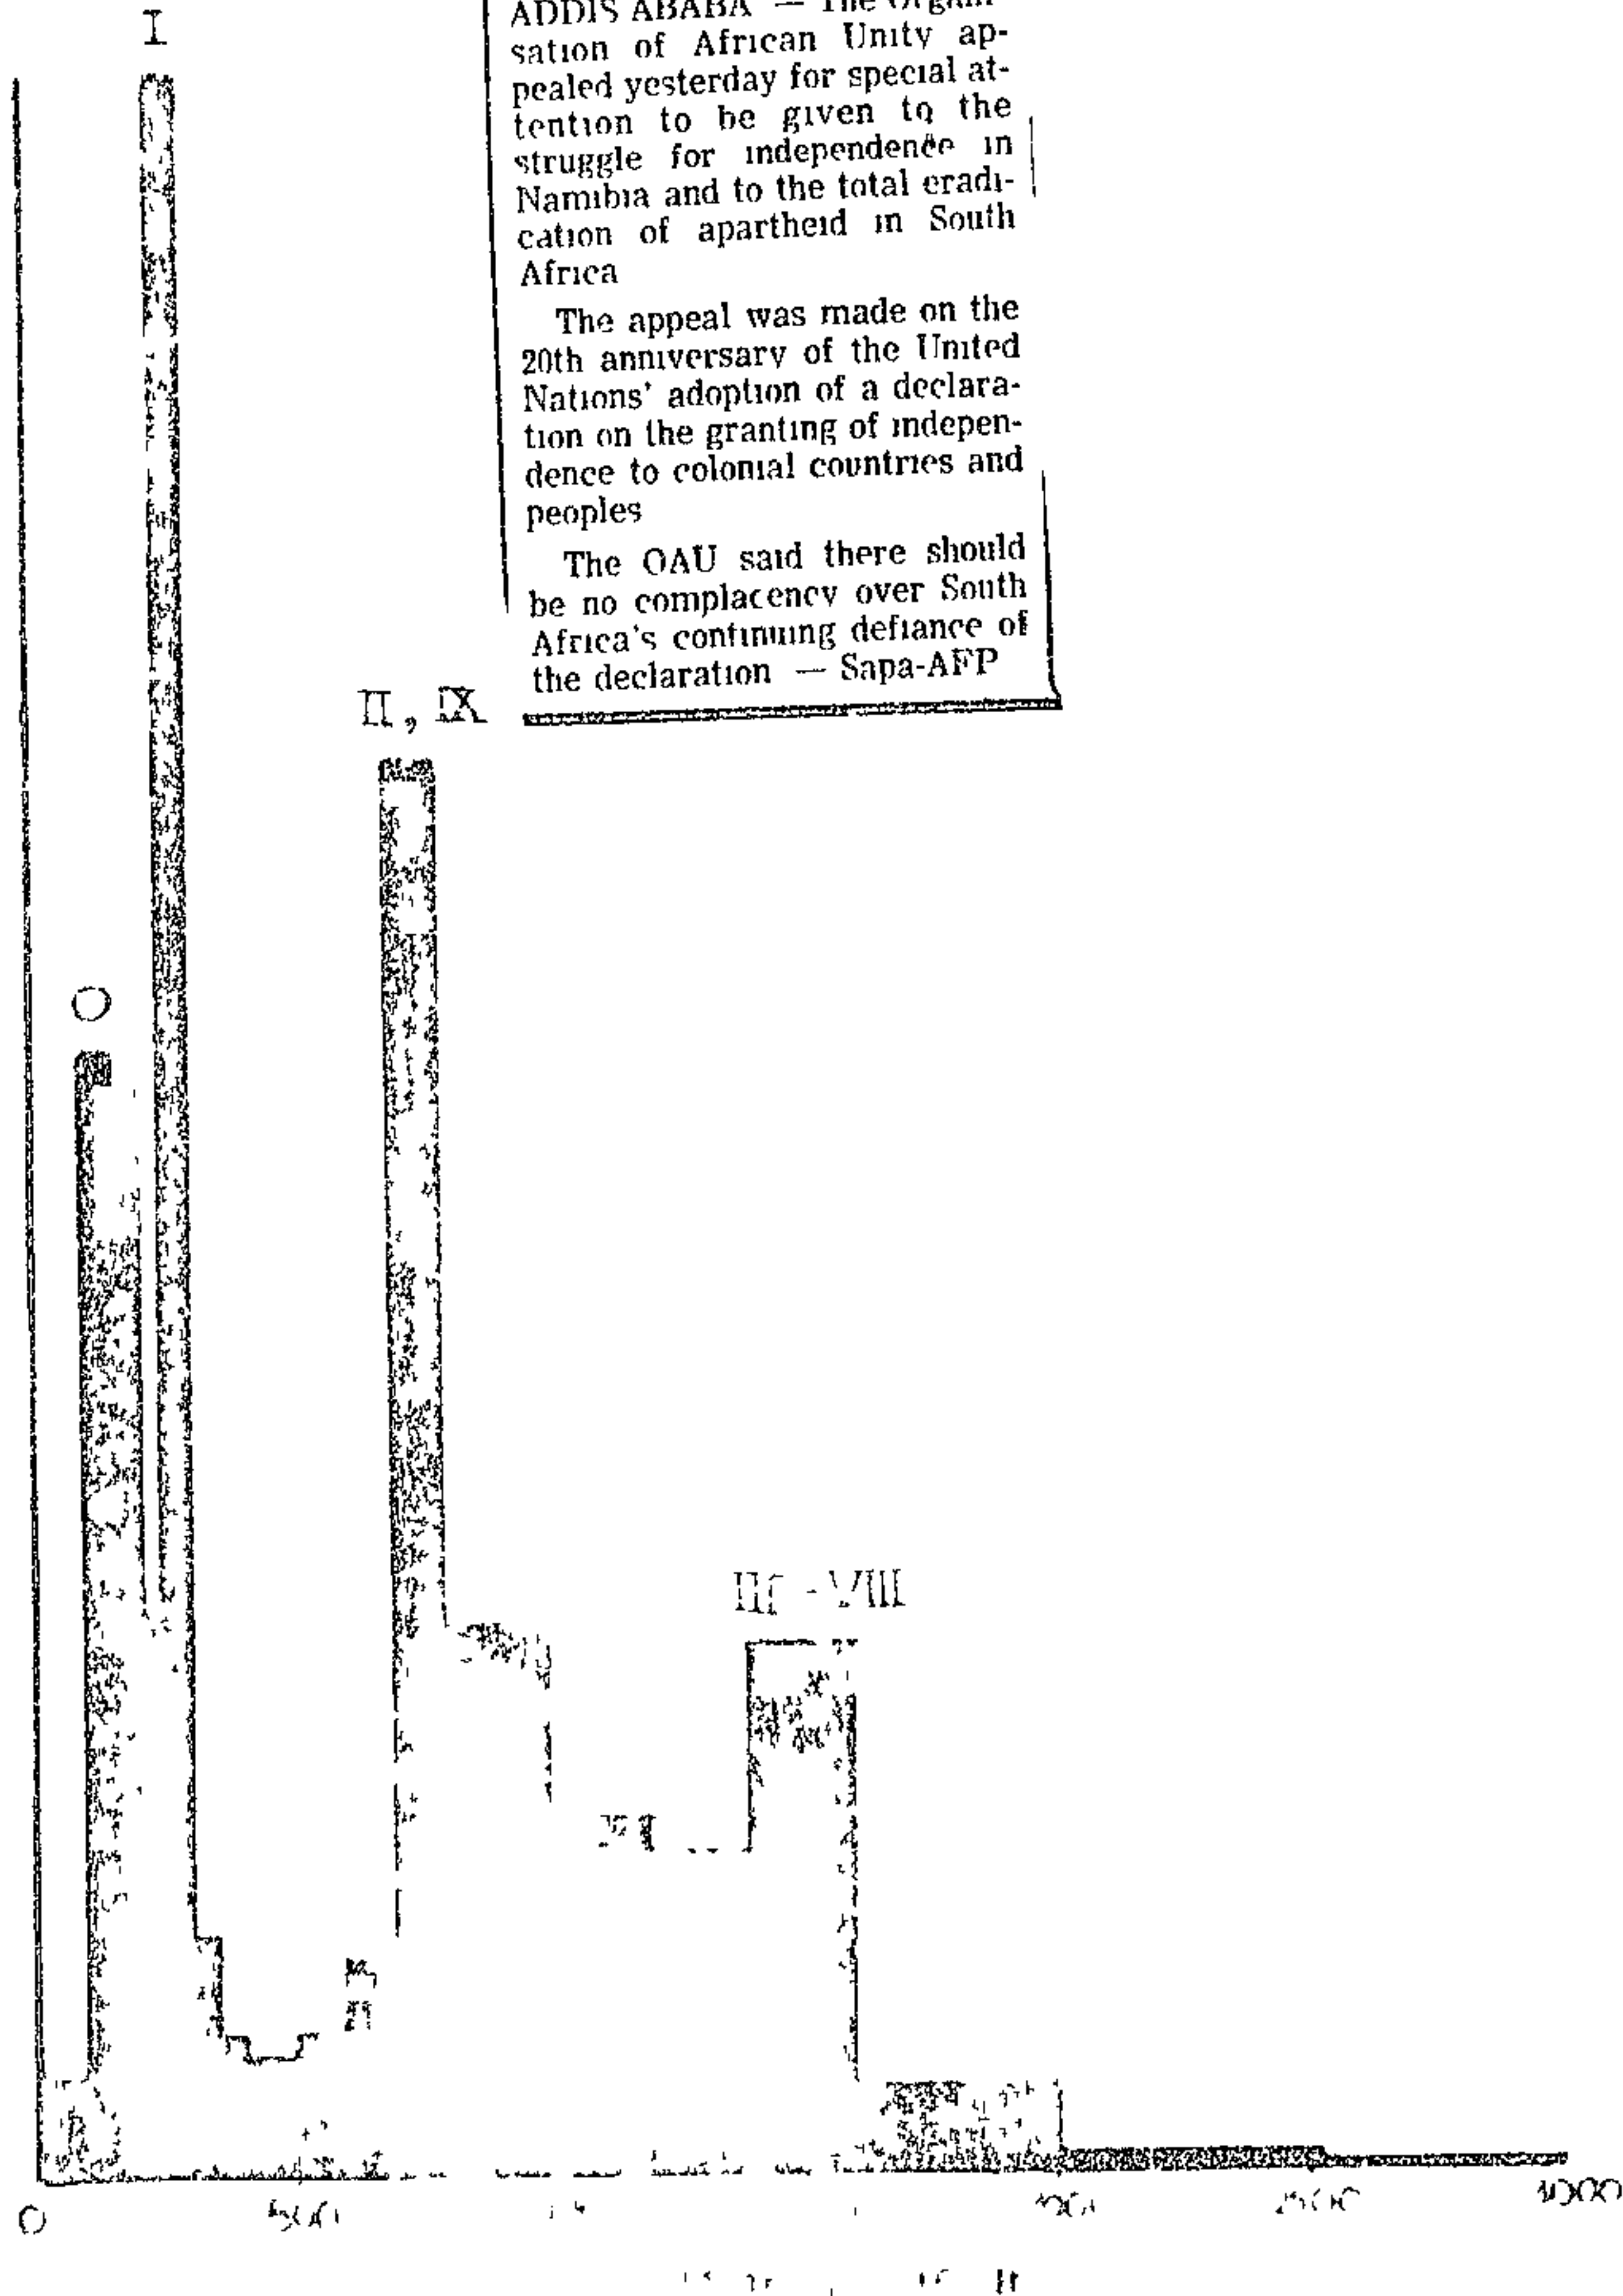 I
ADDIS ABABA — The Organi-
sation of African Unity ap-
pealed yesterday for special at-
tention to be given to the
struggle for independence in
Namibia and to the total eradi-
cation of apartheid in South
Africa
The appeal was made on the
20th anniversary of the United
Nations' adoption of a declara-
tion on the granting of indepen-
dence to colonial countries and
peoples
The OAU said there should
be no complacency over South
Africa's continuing defiance of
the declaration — Sapa-AFP
II, IX
O
III - VIII
0